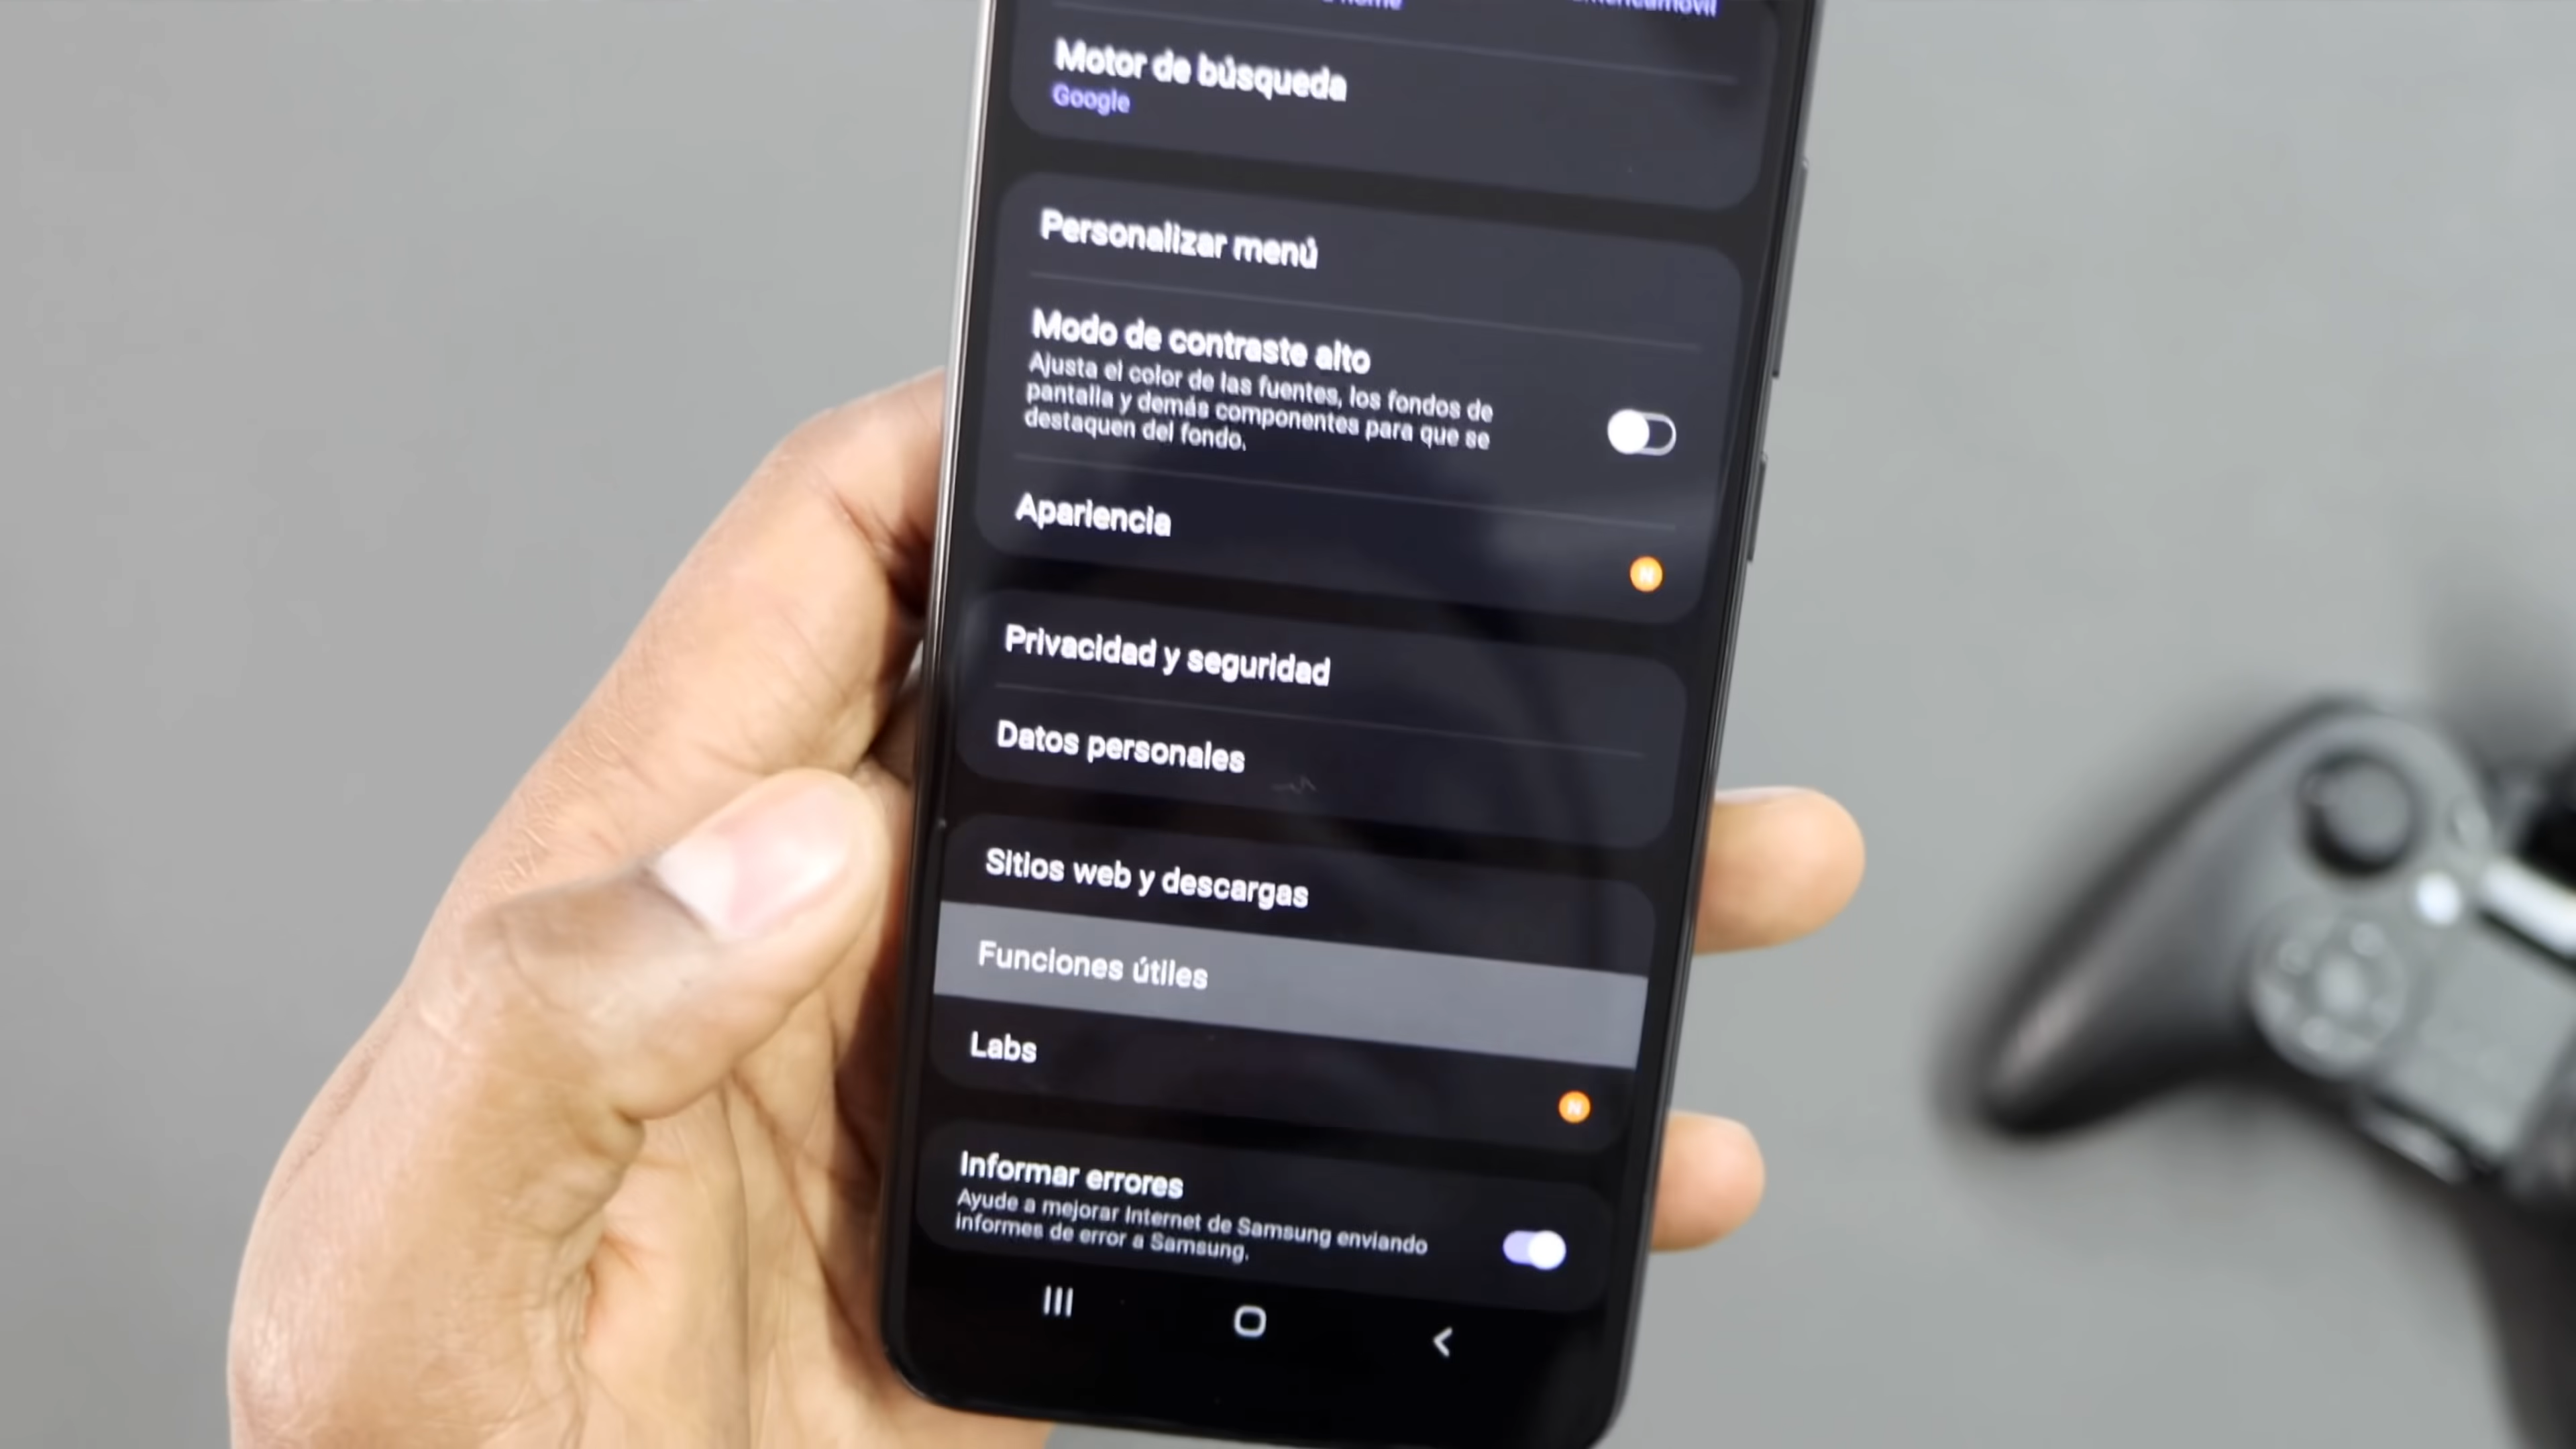 home
Motor de búsqueda
Google
Personalizar menú
Modo de contraste alto
Ajusta el color de las fuentes, los fondos de
pantalla y demás componentes para que se
destaquen del fondo.
Apariencia
N
Privacidad y seguridad
Datos personales
Sitios web y descargas
Funciones útiles
Labs
N
Informar errores
Ayude a mejorar Internet de Samsung enviando
informes de error a Samsung.